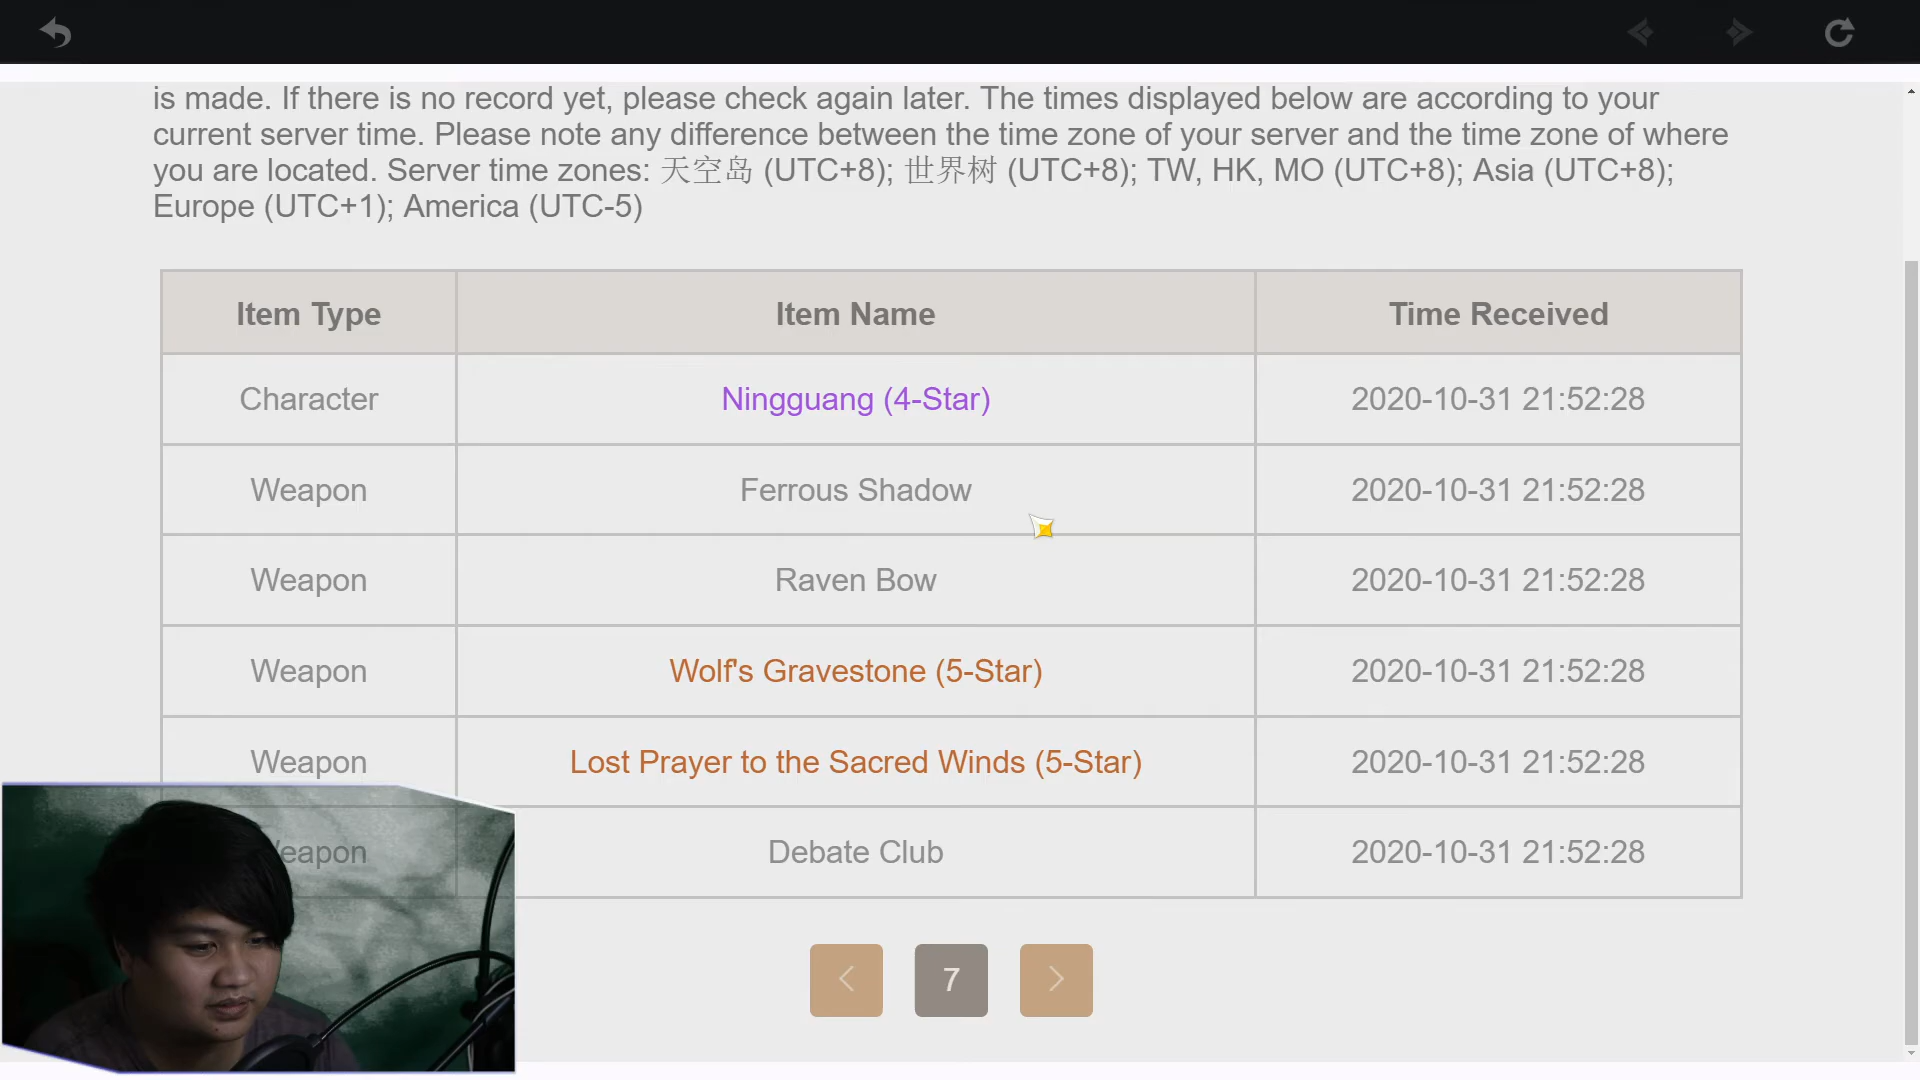 is made. If there is no record yet, please check again later. The times displayed below are according to your
current server time. Please note any difference between the time zone of your server and the time zone of where
you are located. Server time zones: 天空岛 (UTC+8); 世界树 (UTC+8); TW, HK, MO (UTC+8); Asia (UTC+8);
Europe (UTC+1); America (UTC-5)
Item Type Item Name Time Received
Character Ningguang (4-Star) 2020-10-31 21:52:28
Weapon Ferrous Shadow 2020-10-31 21:52:28
Weapon Raven Bow 2020-10-31 21:52:28
Weapon Wolf's Gravestone (5-Star) 2020-10-31 21:52:28
Weapon Lost Prayer to the Sacred Winds (5-Star) 2020-10-31 21:52:28
Weapon Debate Club 2020-10-31 21:52:28
7